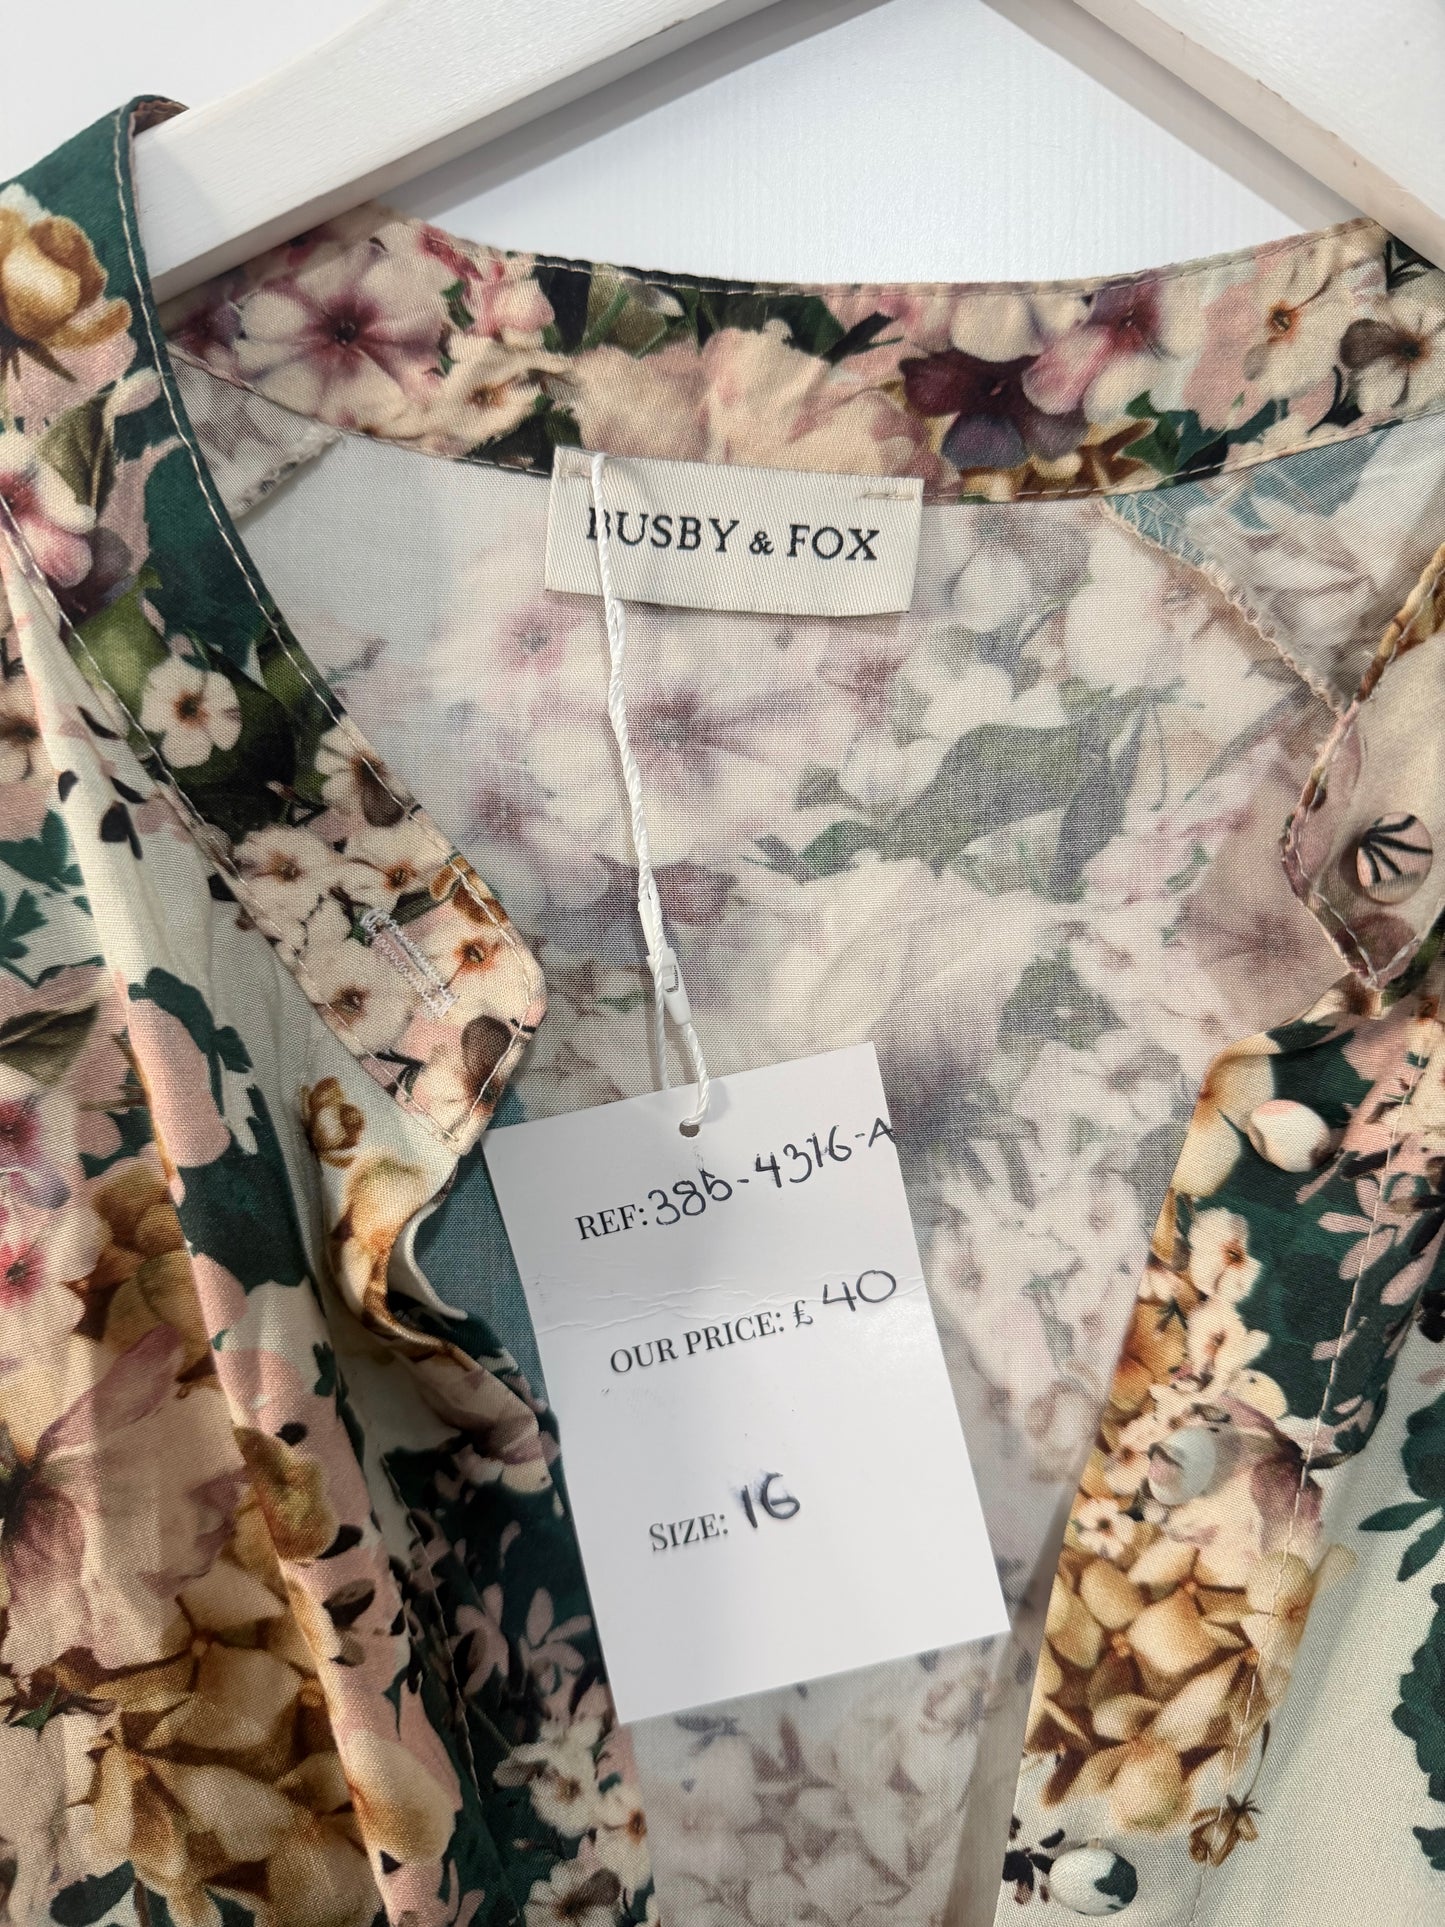 BUSBY & FOX
REF: 385-4316-A
OUR PRICE: £ 40
SIZE: 16